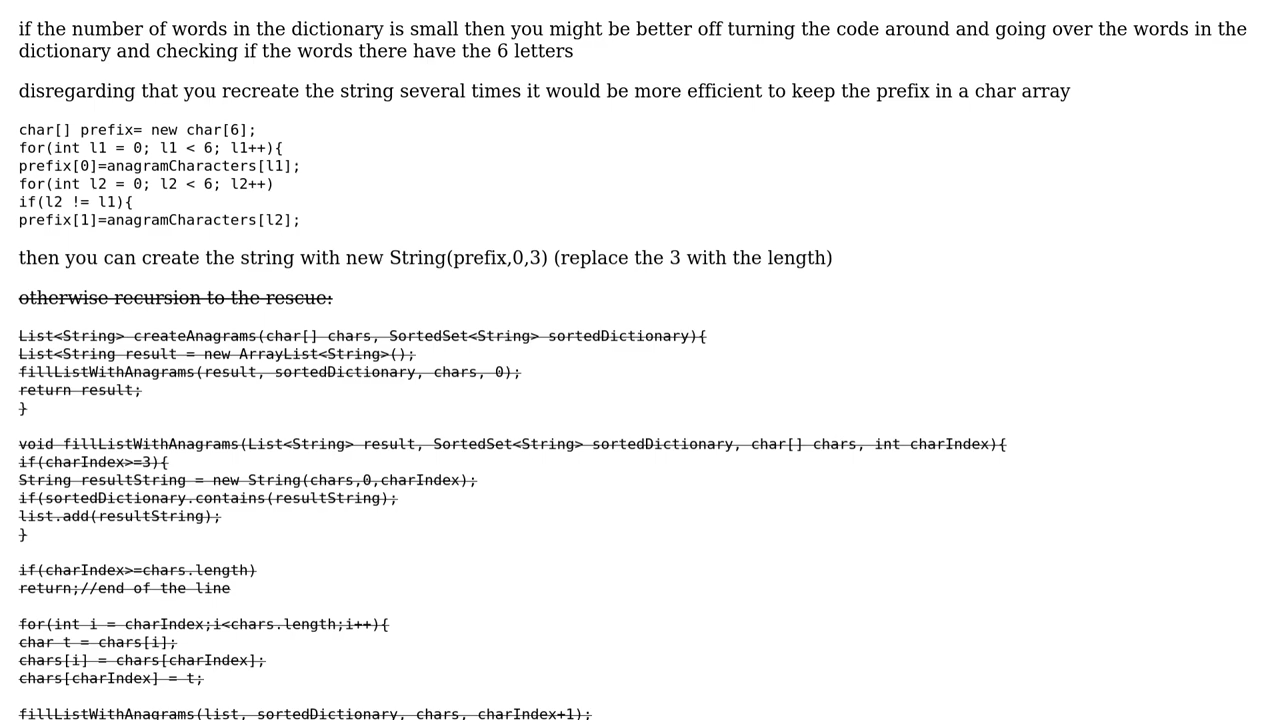 if the number of words in the dictionary is small then you might be better off turning the code around and going over the words in the
dictionary and checking if the words there have the 6 letters
disregarding that you recreate the string several times it would be more efficient to keep the prefix in a char array
char[] prefix= new char[6];
for(int l1 = 0; l1 < 6; l1++){
prefix[0]=anagramCharacters[l1];
for(int l2 = 0; l2 < 6; l2++)
if(l2 != l1){
prefix[1]=anagramCharacters[l2];
then you can create the string with new String(prefix,0,3) (replace the 3 with the length)
otherwise recursion to the rescue:
List<String> createAnagrams(char[] chars, SortedSet<String> sortedDictionary){
List<String result = new ArrayList<String>();
fillListWithAnagrams(result, sortedDictionary, chars, 0);
return result;
}
void fillListWithAnagrams(List<String> result, SortedSet<String> sortedDictionary, char[] chars, int charIndex){
if(charIndex>=3){
String resultString = new String(chars,0,charIndex);
if(sortedDictionary.contains(resultString);
list.add(resultString);
}
if(charIndex>=chars.length)
return;//end of the line
for(int i = charIndex;i<chars.length;i++){
char t = chars[i];
chars[i] = chars[charIndex];
chars[charIndex] = t;
fillListWithAnagrams(list, sortedDictionary, chars, charIndex+1);